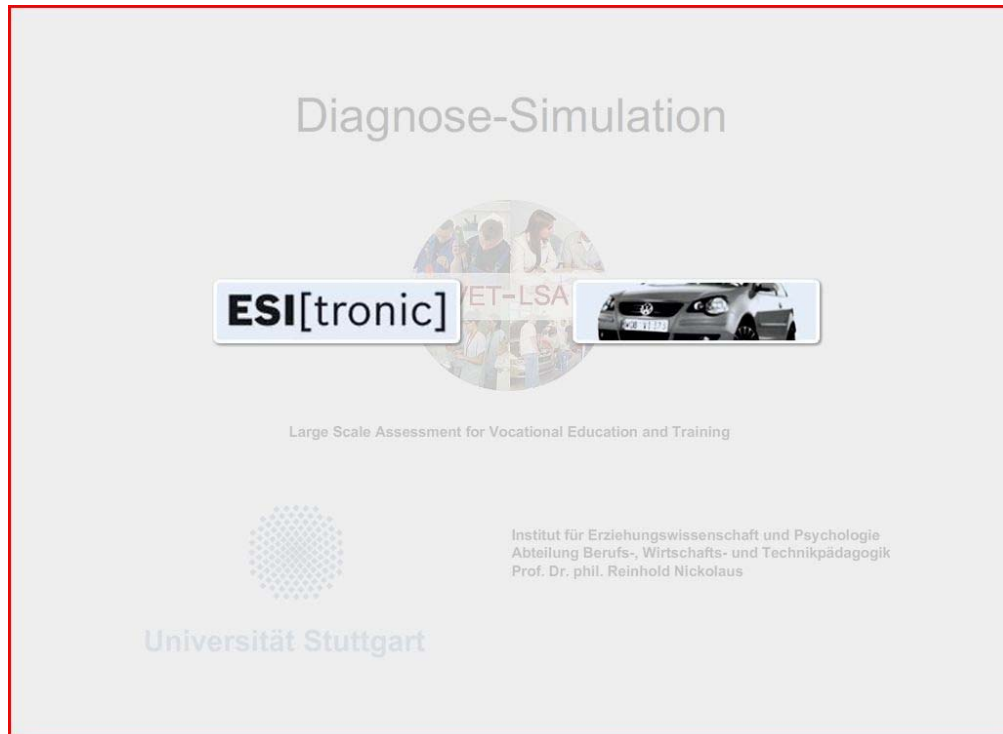 Diagnose-Simulation
ESI[tronic]
VET-LSA
Large Scale Assessment for Vocational Education and Training
Institut für Erziehungswissenschaft und Psychologie
Abteilung Berufs-, Wirtschafts- und Technikpädagogik
Prof. Dr. phil. Reinhold Nickolaus
Universität Stuttgart